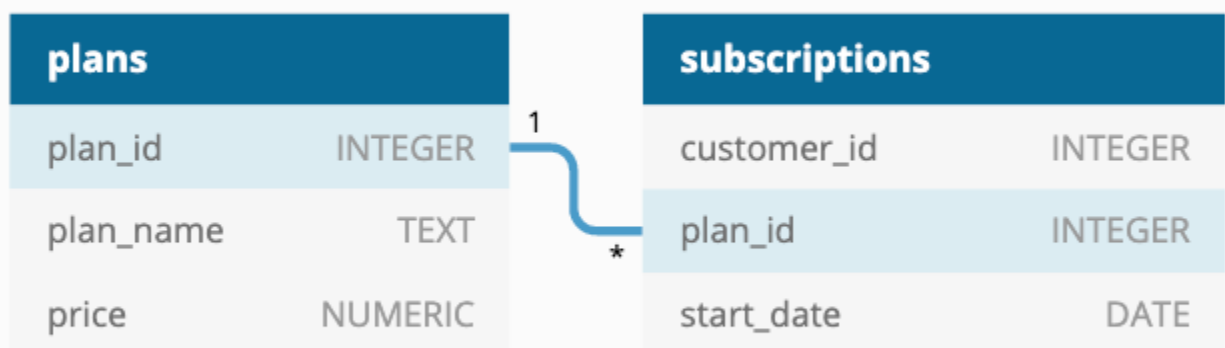 plans
plan_id INTEGER
plan_name TEXT
price NUMERIC
1
*
subscriptions
customer_id INTEGER
plan_id INTEGER
start_date DATE